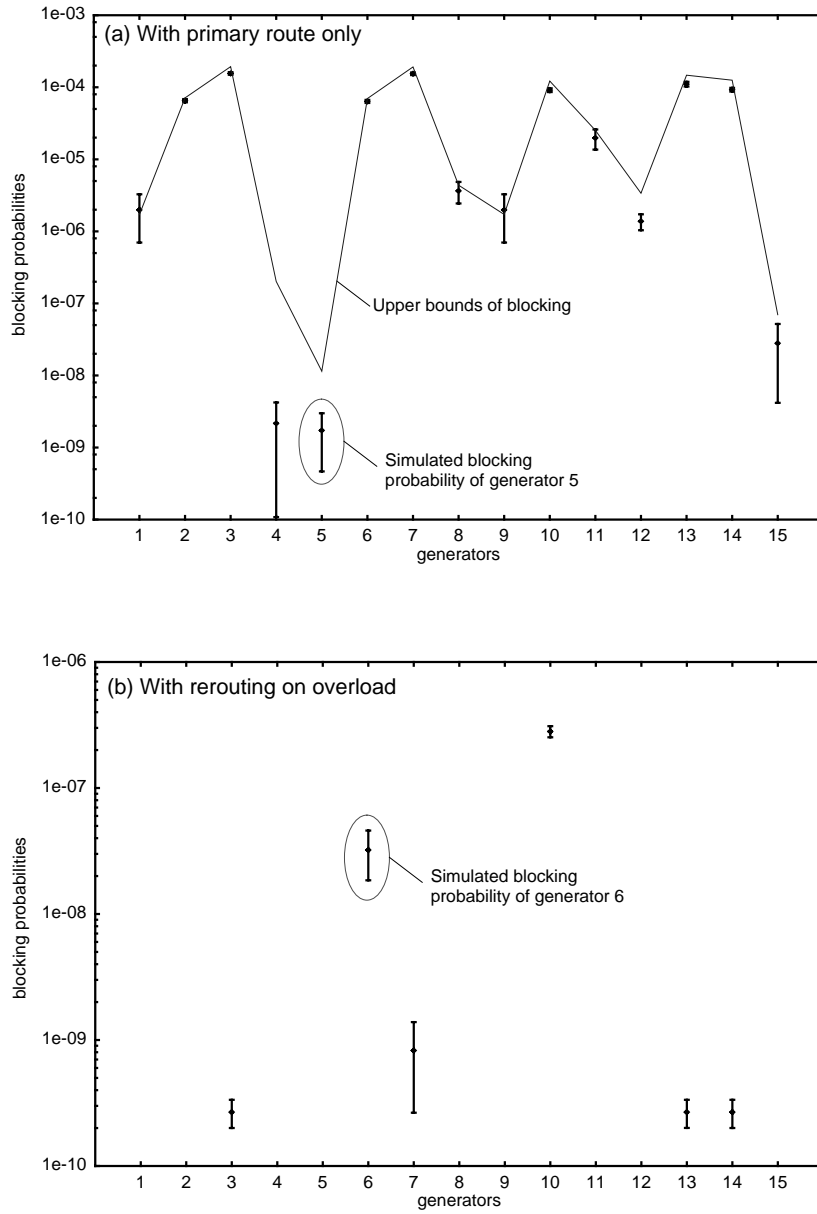 (a) With primary route only
1e-03
1e-04
1e-05
1e-06
1e-07
1e-08
1e-09
1e-10
blocking probabilities
Upper bounds of blocking
Simulated blocking
probability of generator 5
1 2 3 4 5 6 7 8 9 10 11 12 13 14 15
generators
(b) With rerouting on overload
1e-06
1e-07
1e-08
1e-09
1e-10
blocking probabilities
Simulated blocking
probability of generator 6
1 2 3 4 5 6 7 8 9 10 11 12 13 14 15
generators